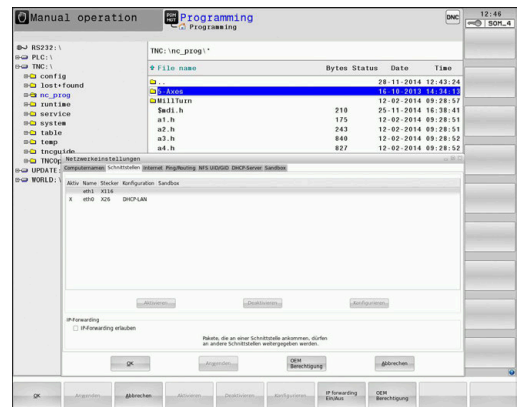 Manual operation
PGM MGT
Programming
Programming
DNC
12:46
SOM_4
RS232:\
PLC:\
TNC:\
config
lost+found
nc_prog
runtime
service
system
table
temp
tncguide
TNCOp
UPDATE:
WORLD:\
TNC:\nc_prog\*
File name Bytes Status Date Time
.. 28-11-2014 12:43:24
5-Axes 16-10-2013 14:34:13
MillTurn 12-02-2014 09:28:57
$mdi.h 210 25-11-2014 16:38:41
a1.h 175 12-02-2014 09:28:51
a2.h 243 12-02-2014 09:28:51
a3.h 840 12-02-2014 09:28:52
a4.h 827 12-02-2014 09:28:52
Netzwerkeinstellungen
Computernamen Schnittstellen Internet Ping/Routing NFS UID/GID DHCP-Server Sandbox
Aktiv Name Stecker Konfiguration Sandbox
eth1 X116
X eth0 X26 DHCP-LAN
Aktivieren Deaktivieren Konfigurieren
IP-Forwarding
IP-Forwarding erlauben
Pakete, die an einer Schnittstelle ankommen, dürfen
an andere Schnittstellen weitergegeben werden.
OK Anwenden OEM Berechtigung Abbrechen
OK Anwenden Abbrechen Aktivieren Deaktivieren Konfigurieren IP forwarding Ein/Aus OEM Berechtigung